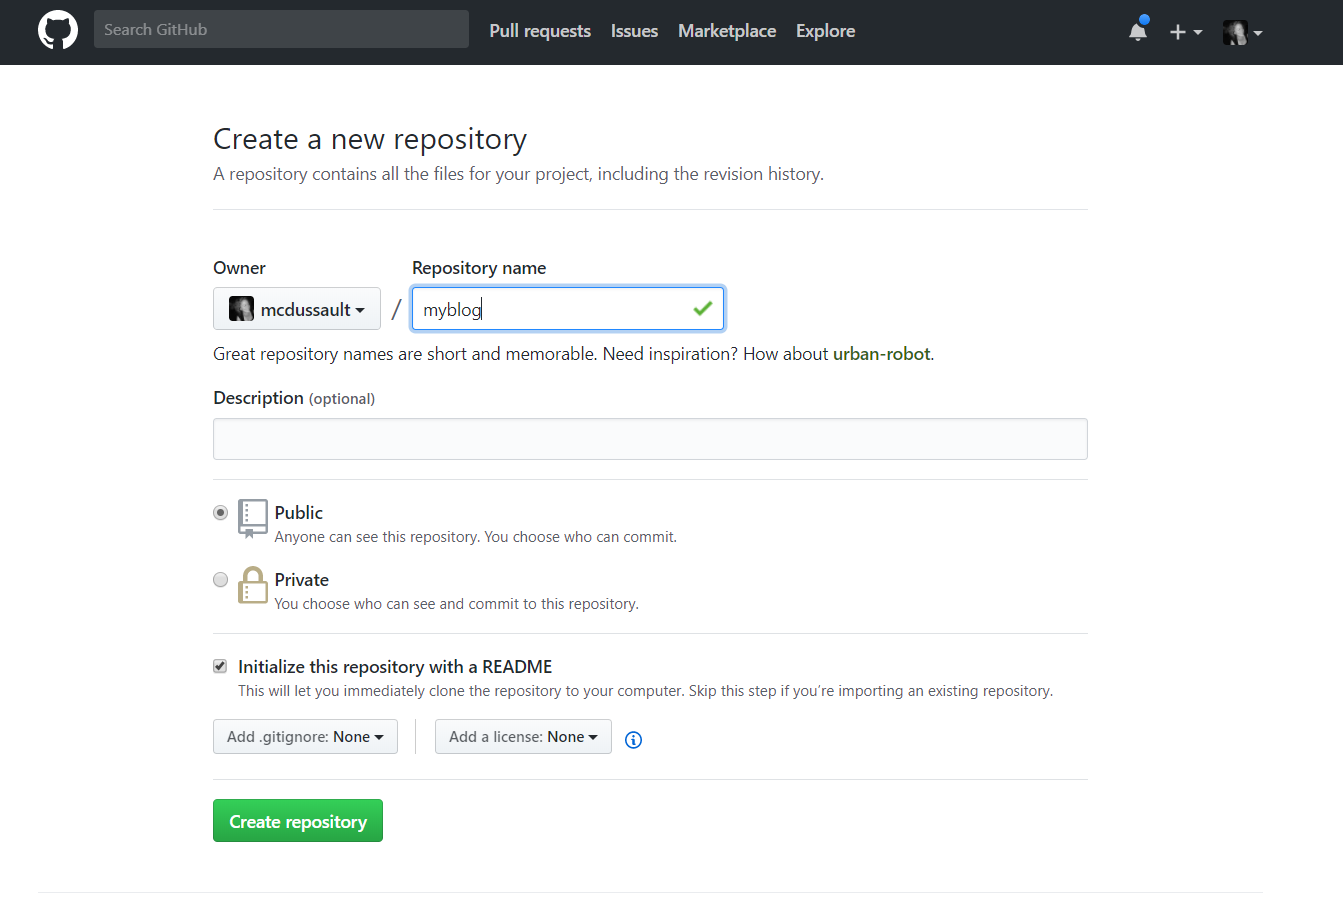 Search GitHub Pull requests Issues Marketplace Explore
Create a new repository
A repository contains all the files for your project, including the revision history.
Owner Repository name
mcdussault / myblog
Great repository names are short and memorable. Need inspiration? How about urban-robot.
Description (optional)
Public
Anyone can see this repository. You choose who can commit.
Private
You choose who can see and commit to this repository.
Initialize this repository with a README
This will let you immediately clone the repository to your computer. Skip this step if you’re importing an existing repository.
Add .gitignore: None Add a license: None
Create repository